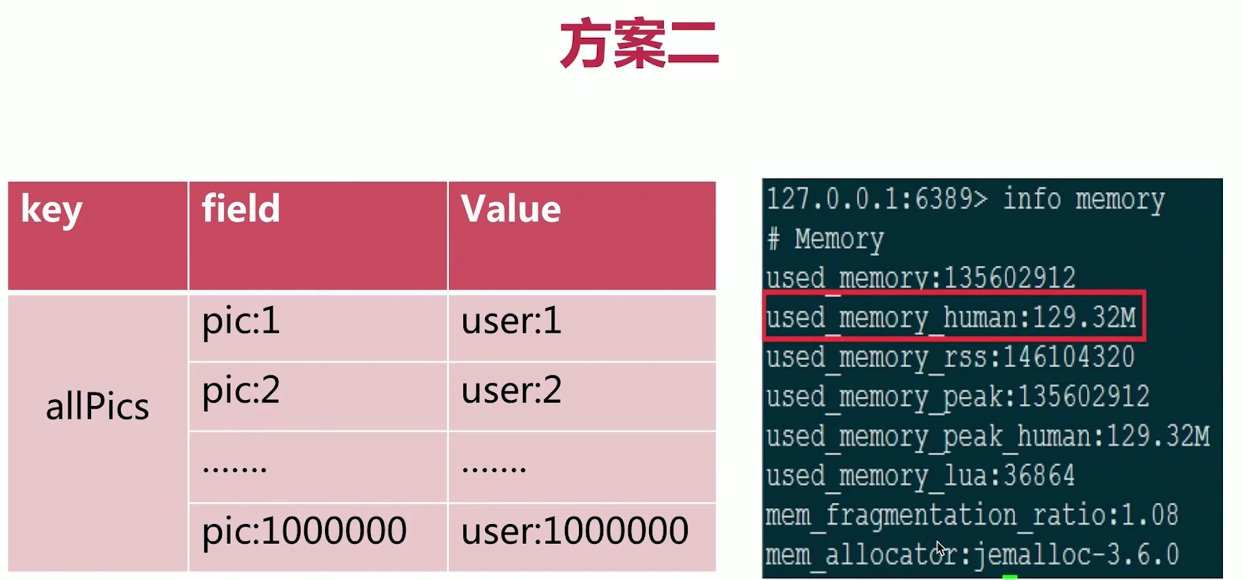 方案二
key field Value
allPics
pic:1 user:1
pic:2 user:2
....... .......
pic:1000000 user:1000000
127.0.0.1:6389> info memory
# Memory
used_memory:135602912
used_memory_human:129.32M
used_memory_rss:146104320
used_memory_peak:135602912
used_memory_peak_human:129.32M
used_memory_lua:36864
mem_fragmentation_ratio:1.08
mem_allocator:jemalloc-3.6.0